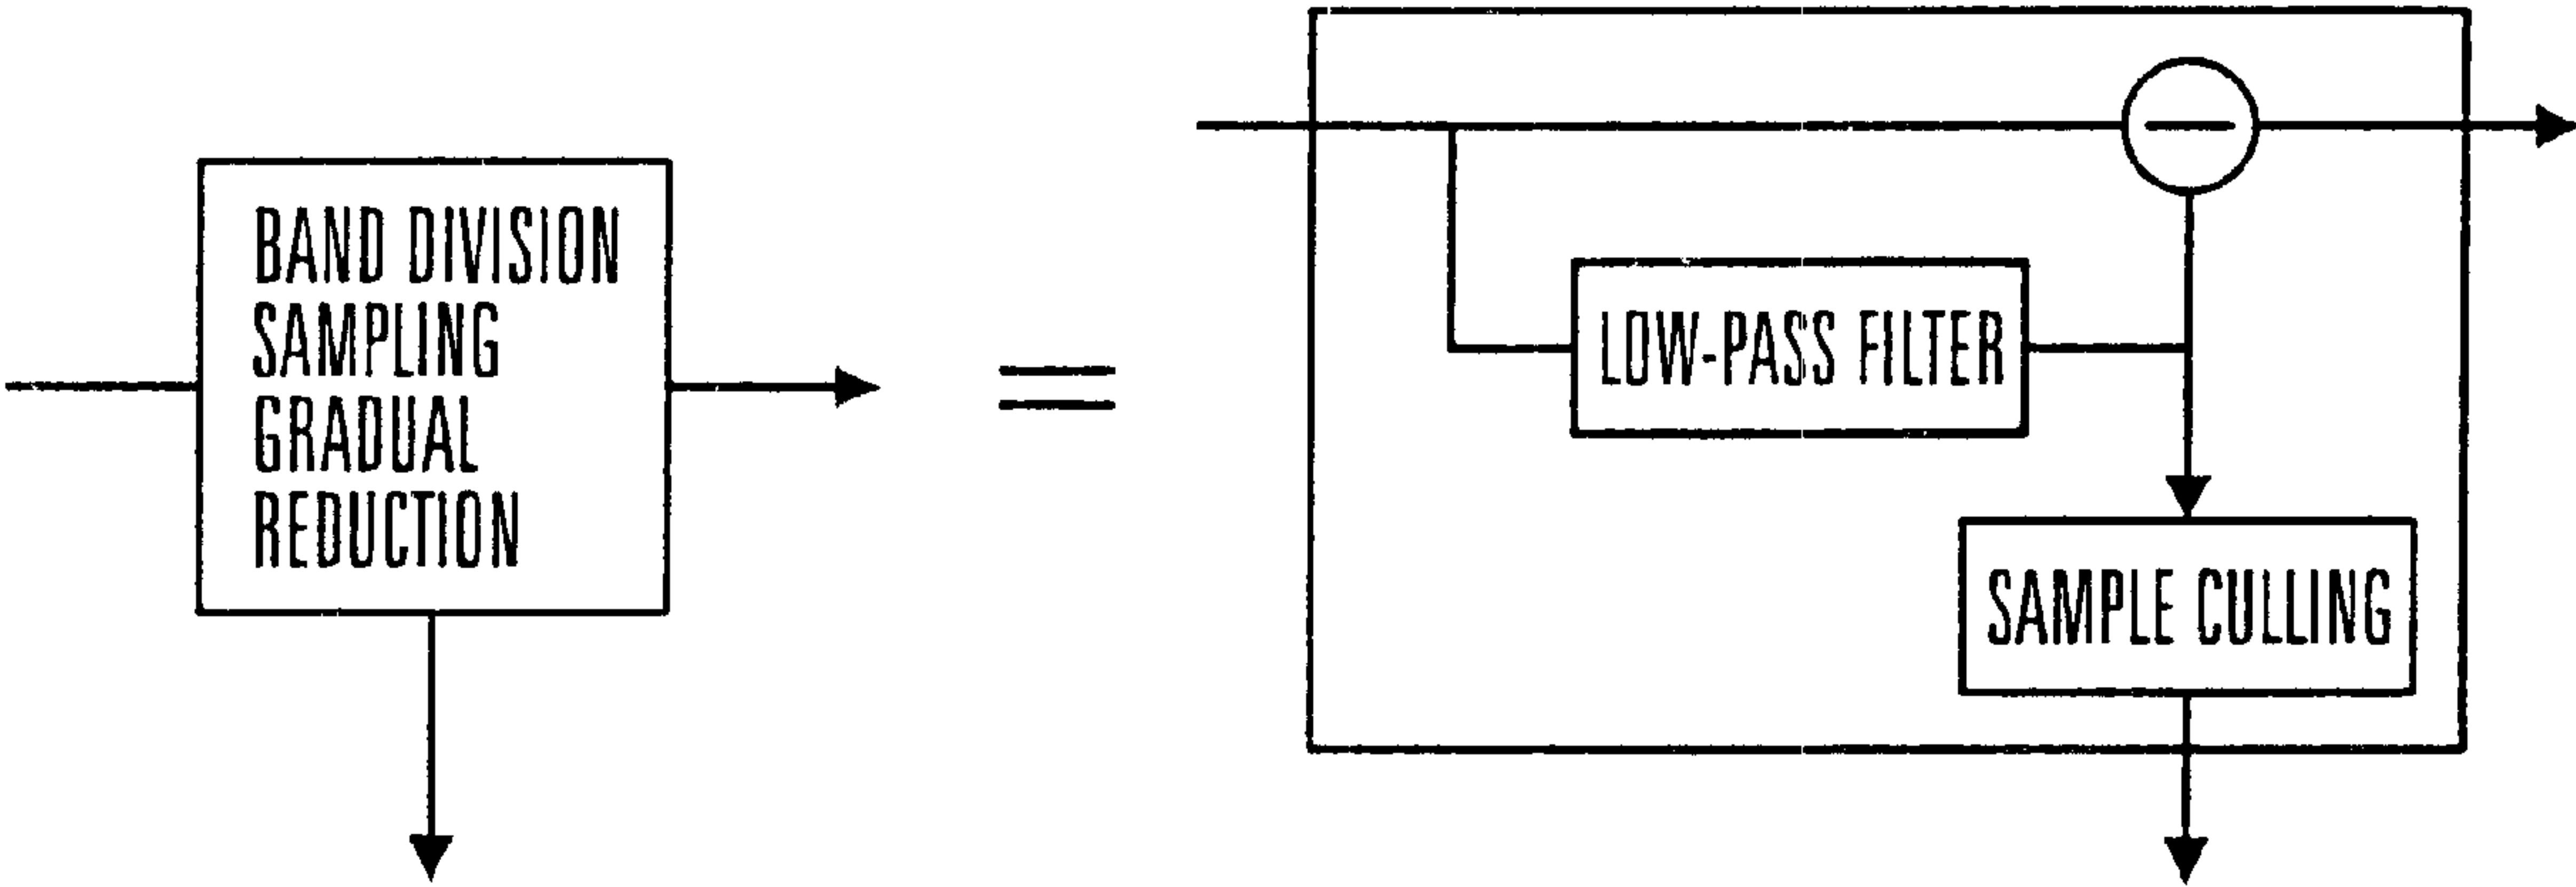 BAND DIVISION
SAMPLING
GRADUAL
REDUCTION
=
LOW-PASS FILTER
SAMPLE CULLING